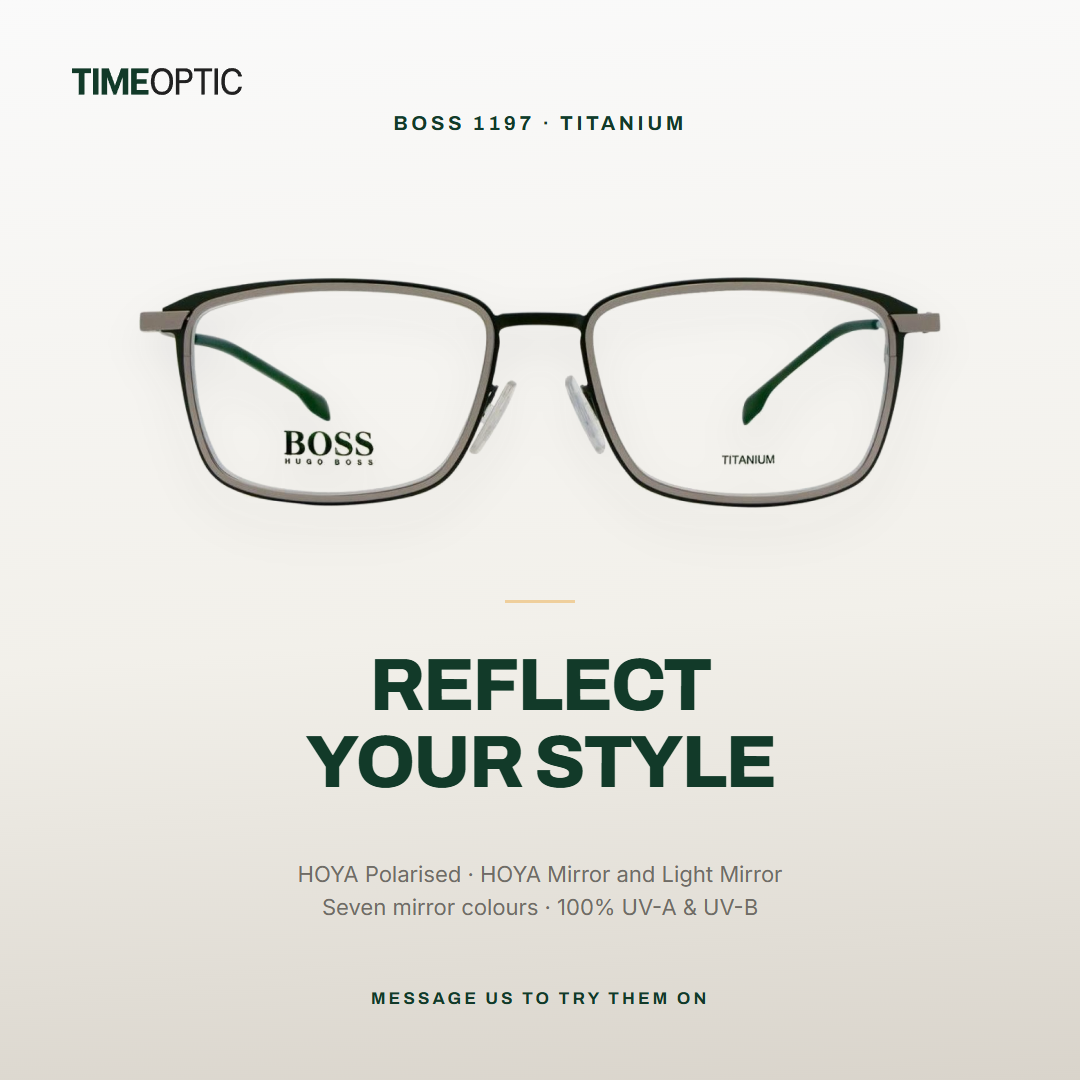 TIMEOPTIC
BOSS 1197 · TITANIUM
BOSS
HUGO BOSS
TITANIUM
REFLECT
YOUR STYLE
HOYA Polarised · HOYA Mirror and Light Mirror
Seven mirror colours · 100% UV-A & UV-B
MESSAGE US TO TRY THEM ON